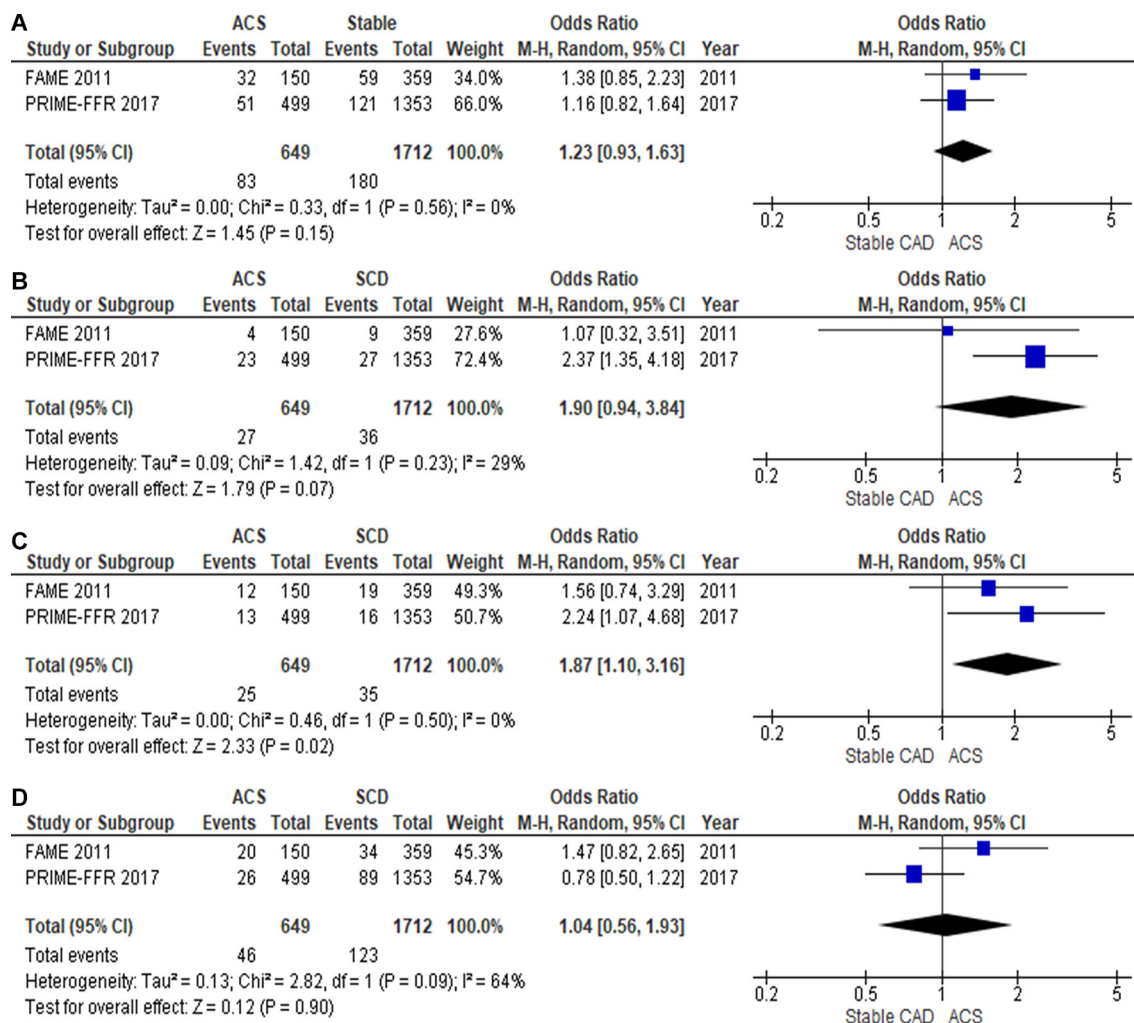 A
ACS Stable Odds Ratio Odds Ratio
Study or Subgroup Events Total Events Total Weight M-H, Random, 95% CI Year M-H, Random, 95% CI
FAME 2011 32 150 59 359 34.0% 1.38 [0.85, 2.23] 2011
PRIME-FFR 2017 51 499 121 1353 66.0% 1.16 [0.82, 1.64] 2017
Total (95% CI) 649 1712 100.0% 1.23 [0.93, 1.63]
Total events 83 180
Heterogeneity: Tau² = 0.00; Chi² = 0.33, df = 1 (P = 0.56); I² = 0%
Test for overall effect: Z = 1.45 (P = 0.15)
0.2 0.5 1 2 5
Stable CAD ACS
B
ACS SCD Odds Ratio Odds Ratio
Study or Subgroup Events Total Events Total Weight M-H, Random, 95% CI Year M-H, Random, 95% CI
FAME 2011 4 150 9 359 27.6% 1.07 [0.32, 3.51] 2011
PRIME-FFR 2017 23 499 27 1353 72.4% 2.37 [1.35, 4.18] 2017
Total (95% CI) 649 1712 100.0% 1.90 [0.94, 3.84]
Total events 27 36
Heterogeneity: Tau² = 0.09; Chi² = 1.42, df = 1 (P = 0.23); I² = 29%
Test for overall effect: Z = 1.79 (P = 0.07)
0.2 0.5 1 2 5
Stable CAD ACS
C
ACS SCD Odds Ratio Odds Ratio
Study or Subgroup Events Total Events Total Weight M-H, Random, 95% CI Year M-H, Random, 95% CI
FAME 2011 12 150 19 359 49.3% 1.56 [0.74, 3.29] 2011
PRIME-FFR 2017 13 499 16 1353 50.7% 2.24 [1.07, 4.68] 2017
Total (95% CI) 649 1712 100.0% 1.87 [1.10, 3.16]
Total events 25 35
Heterogeneity: Tau² = 0.00; Chi² = 0.46, df = 1 (P = 0.50); I² = 0%
Test for overall effect: Z = 2.33 (P = 0.02)
0.2 0.5 1 2 5
Stable CAD ACS
D
ACS SCD Odds Ratio Odds Ratio
Study or Subgroup Events Total Events Total Weight M-H, Random, 95% CI Year M-H, Random, 95% CI
FAME 2011 20 150 34 359 45.3% 1.47 [0.82, 2.65] 2011
PRIME-FFR 2017 26 499 89 1353 54.7% 0.78 [0.50, 1.22] 2017
Total (95% CI) 649 1712 100.0% 1.04 [0.56, 1.93]
Total events 46 123
Heterogeneity: Tau² = 0.13; Chi² = 2.82, df = 1 (P = 0.09); I² = 64%
Test for overall effect: Z = 0.12 (P = 0.90)
0.2 0.5 1 2 5
Stable CAD ACS